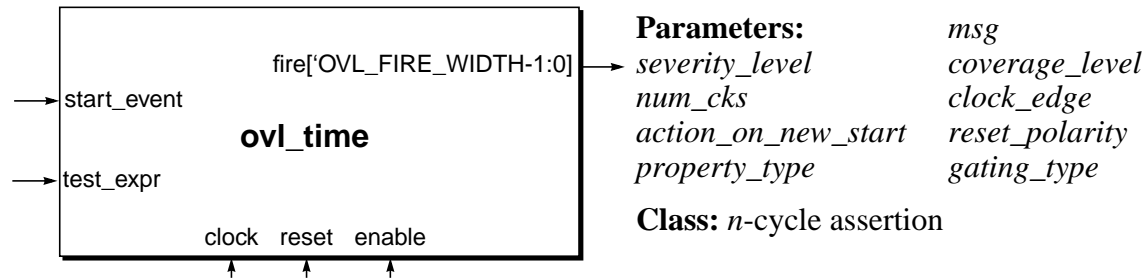 fire[‘OVL_FIRE_WIDTH-1:0]
start_event
ovl_time
test_expr
clock reset enable
Parameters: msg
severity_level coverage_level
num_cks clock_edge
action_on_new_start reset_polarity
property_type gating_type
Class: n-cycle assertion